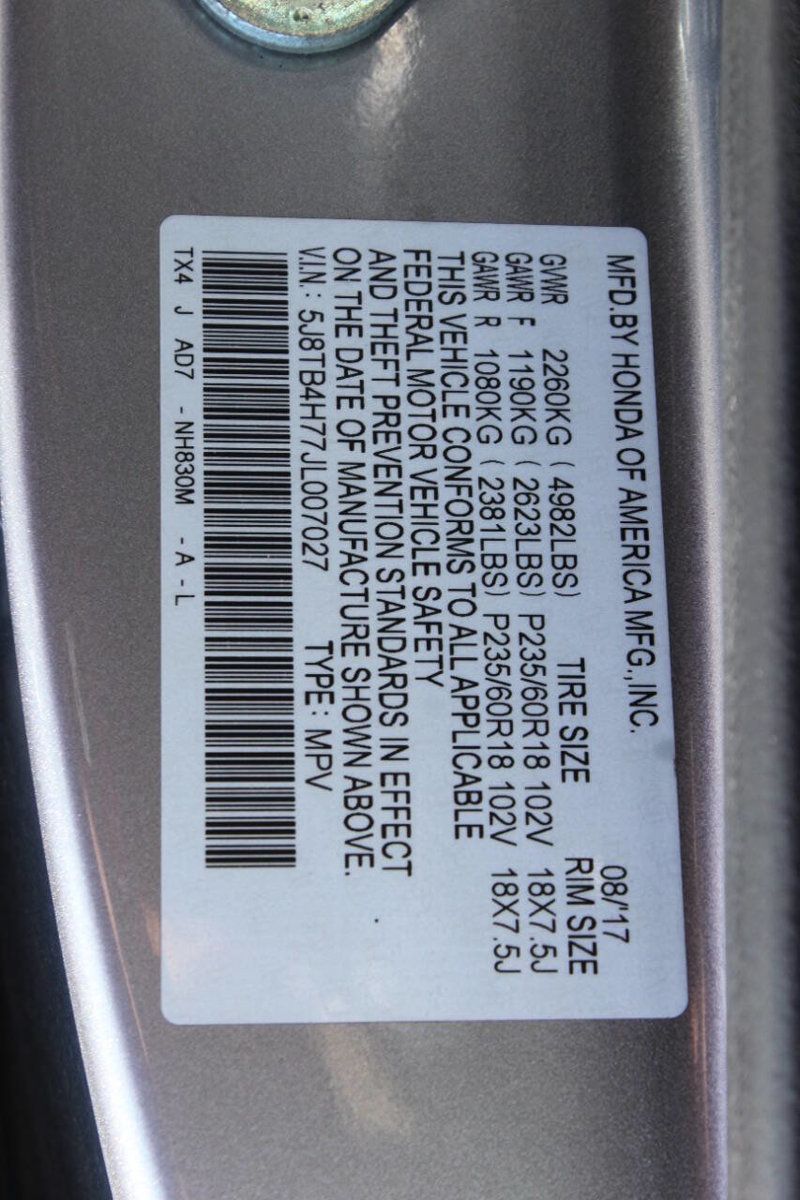 MFD.BY HONDA OF AMERICA MFG.,INC. 08/'17
TIRE SIZE RIM SIZE
GVWR 2260KG ( 4982LBS)
GAWR F 1190KG ( 2623LBS) P235/60R18 102V 18X7.5J
GAWR R 1080KG ( 2381LBS) P235/60R18 102V 18X7.5J
THIS VEHICLE CONFORMS TO ALL APPLICABLE
FEDERAL MOTOR VEHICLE SAFETY
AND THEFT PREVENTION STANDARDS IN EFFECT
ON THE DATE OF MANUFACTURE SHOWN ABOVE.
V.I.N.: 5J8TB4H77JL007027 TYPE: MPV
TX4 J AD7 - NH830M - A - L